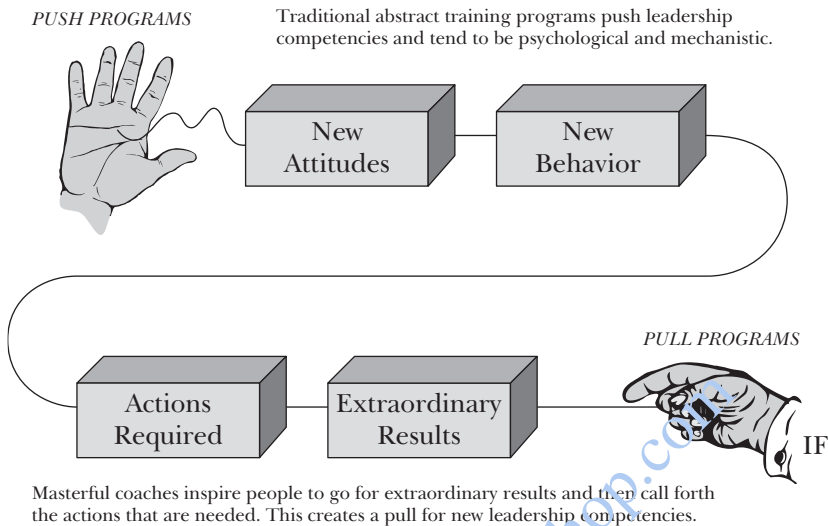 PUSH PROGRAMS
Traditional abstract training programs push leadership
competencies and tend to be psychological and mechanistic.
New
Attitudes
New
Behavior
PULL PROGRAMS
Actions
Required
Extraordinary
Results
IF
Masterful coaches inspire people to go for extraordinary results and then call forth
the actions that are needed. This creates a pull for new leadership competencies.